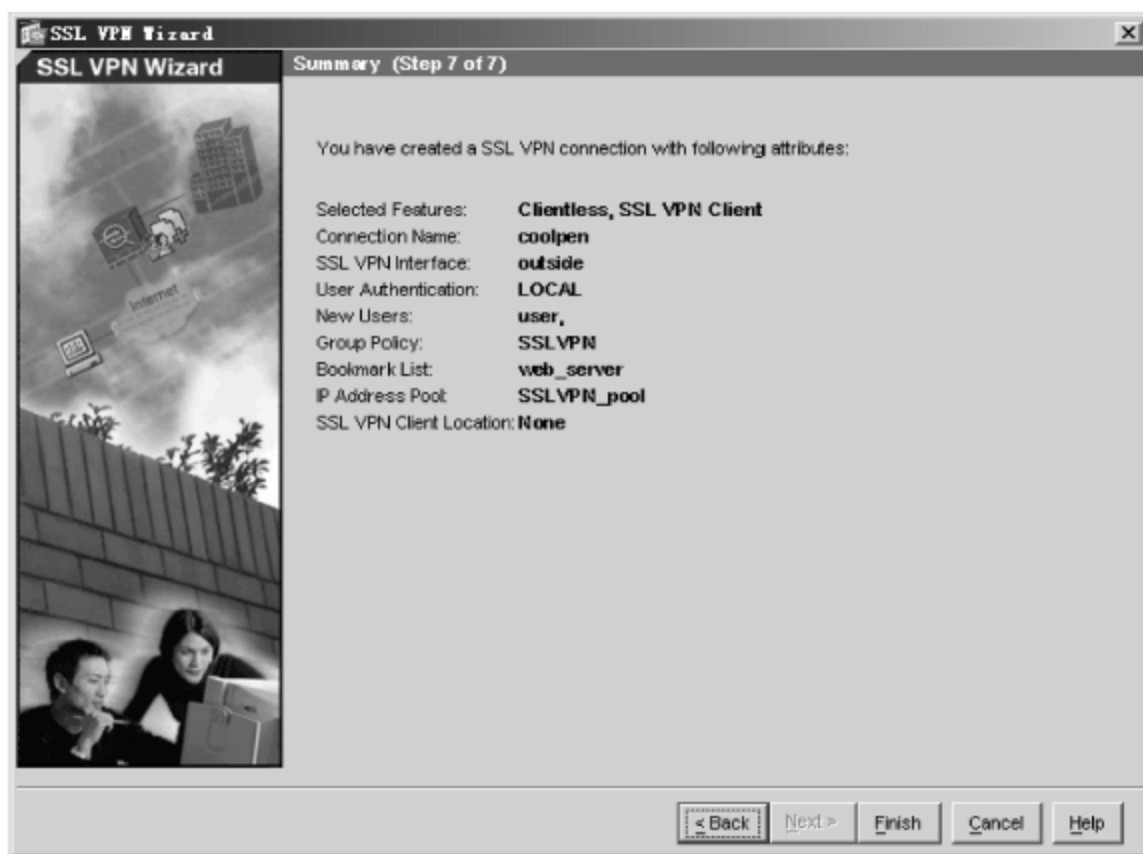 SSL VPN Wizard
SSL VPN Wizard
Summary (Step 7 of 7)
You have created a SSL VPN connection with following attributes:
Selected Features: Clientless, SSL VPN Client
Connection Name: coolpen
SSL VPN Interface: outside
User Authentication: LOCAL
New Users: user,
Group Policy: SSLVPN
Bookmark List: web_server
IP Address Pool: SSLVPN_pool
SSL VPN Client Location: None
Internet
< Back Next > Finish Cancel Help